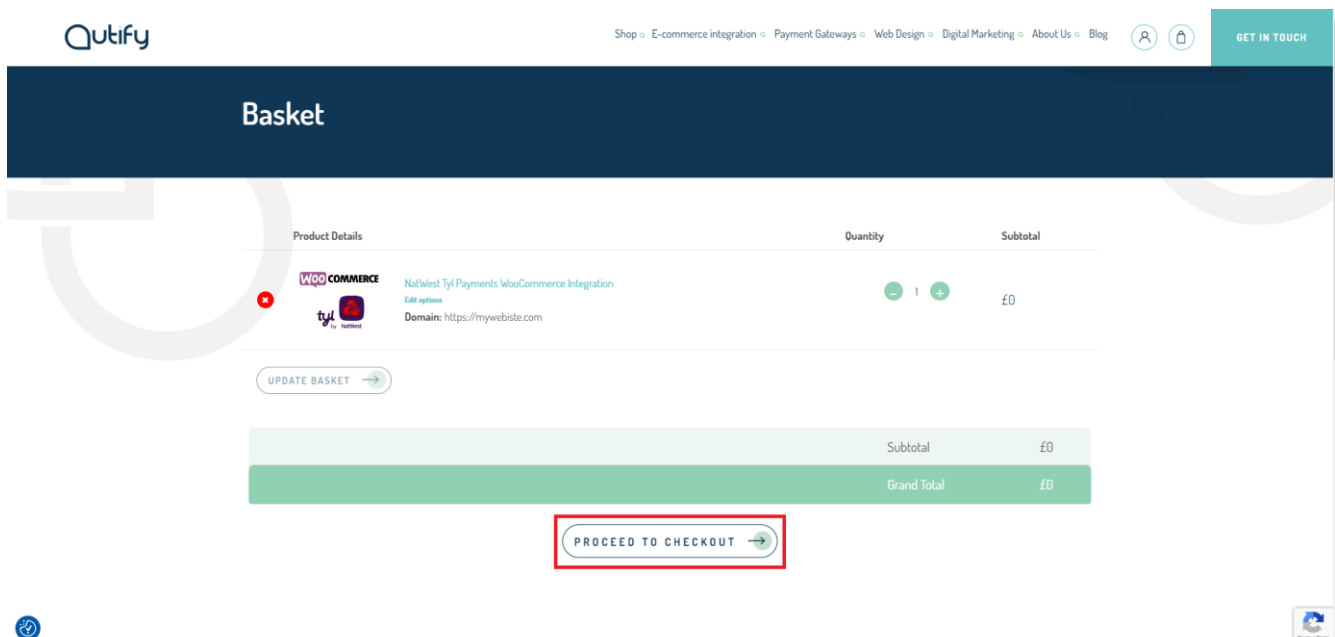 Qutify
Shop E-commerce integration Payment Gateways Web Design Digital Marketing About Us Blog
GET IN TOUCH
Basket
Product Details Quantity Subtotal
WOO COMMERCE
tyl
by NatWest
NatWest Tyl Payments WooCommerce Integration
Edit options
Domain: https://mywebiste.com
- 1 + £0
UPDATE BASKET
Subtotal £0
Grand Total £0
PROCEED TO CHECKOUT